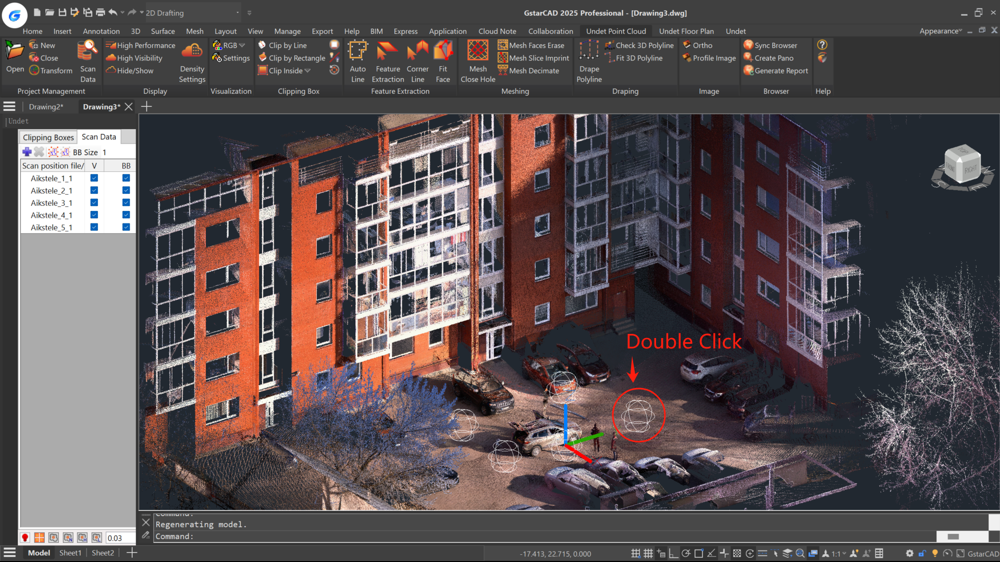 2D Drafting
GstarCAD 2025 Professional - [Drawing3.dwg]
Home Insert Annotation 3D Surface Mesh Layout View Manage Export Help BIM Express Application Cloud Note Collaboration Undet Point Cloud Undet Floor Plan Undet Appearance
Open
New
Close
Transform
Scan Data
Project Management
High Performance
High Visibility
Hide/Show
Density Settings
Display
RGB
Settings
Visualization
Clip by Line
Clip by Rectangle
Clip Inside
Clipping Box
Auto Line
Feature Extraction
Corner Line
Fit Face
Feature Extraction
Mesh Close Hole
Mesh Faces Erase
Mesh Slice Imprint
Mesh Decimate
Meshing
Drape Polyline
Check 3D Polyline
Fit 3D Polyline
Draping
Ortho
Profile Image
Image
Sync Browser
Create Pano
Generate Report
Browser
Help
Drawing2* Drawing3*
Undet
Clipping Boxes Scan Data
BB Size 1
Scan position file/ V BB
Aikstele_1_1
Aikstele_2_1
Aikstele_3_1
Aikstele_4_1
Aikstele_5_1
TOP
FRONT RIGHT
S E
Double Click
Command:
Regenerating model.
Command:
0.03
Model Sheet1 Sheet2
-17.413, 22.715, 0.000
1:1
GstarCAD